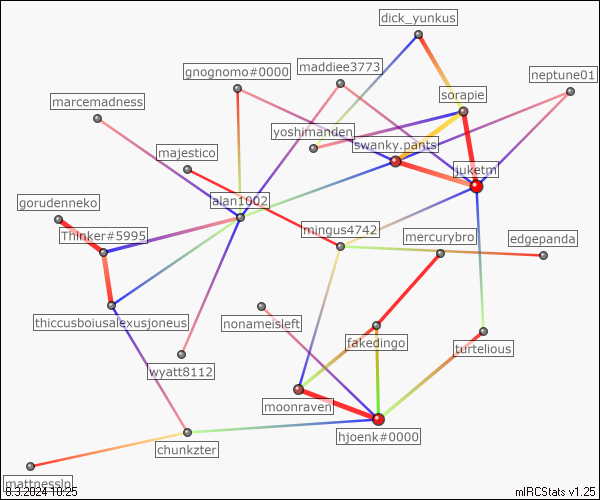 dick_yunkus
maddiee3773
gnognomo#0000
neptune01
sorapie
marcemadness
yoshimanden
swanky.pants
majestico
juketm
alan1002
gorudenneko
mingus4742
mercurybro
Thinker#5995
edgepanda
thiccusboiusalexusjoneus
nonameisleft
fakedingo
turtelious
wyatt8112
moonraven
hjoenk#0000
chunkzter
mattnessln
8.3.2024 10:25
mIRCStats v1.25